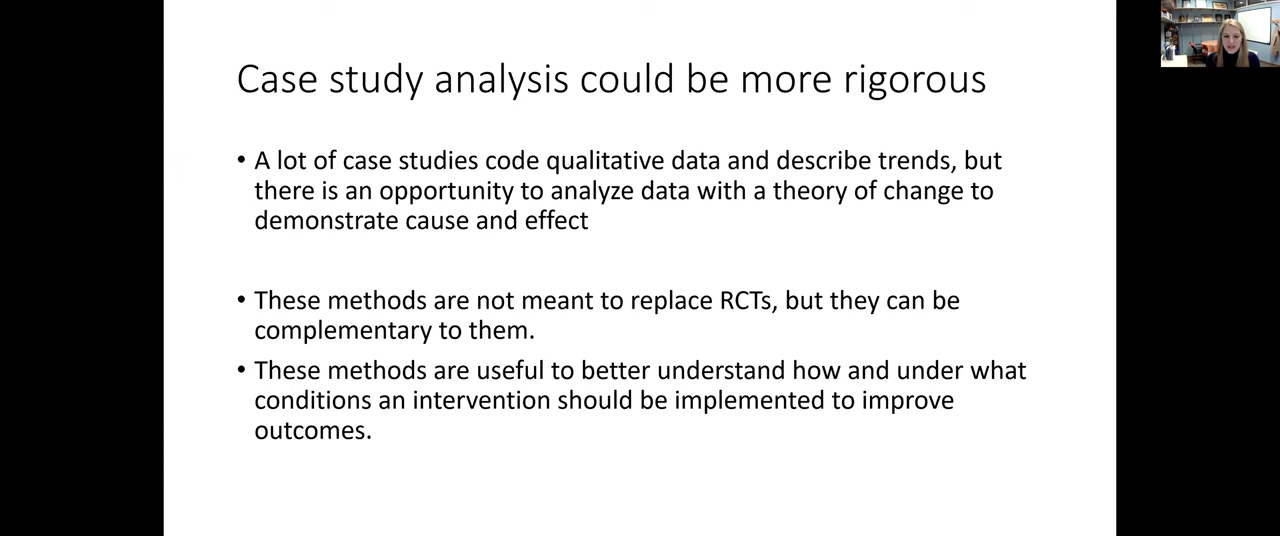 Case study analysis could be more rigorous
• A lot of case studies code qualitative data and describe trends, but
there is an opportunity to analyze data with a theory of change to
demonstrate cause and effect
• These methods are not meant to replace RCTs, but they can be
complementary to them.
• These methods are useful to better understand how and under what
conditions an intervention should be implemented to improve
outcomes.